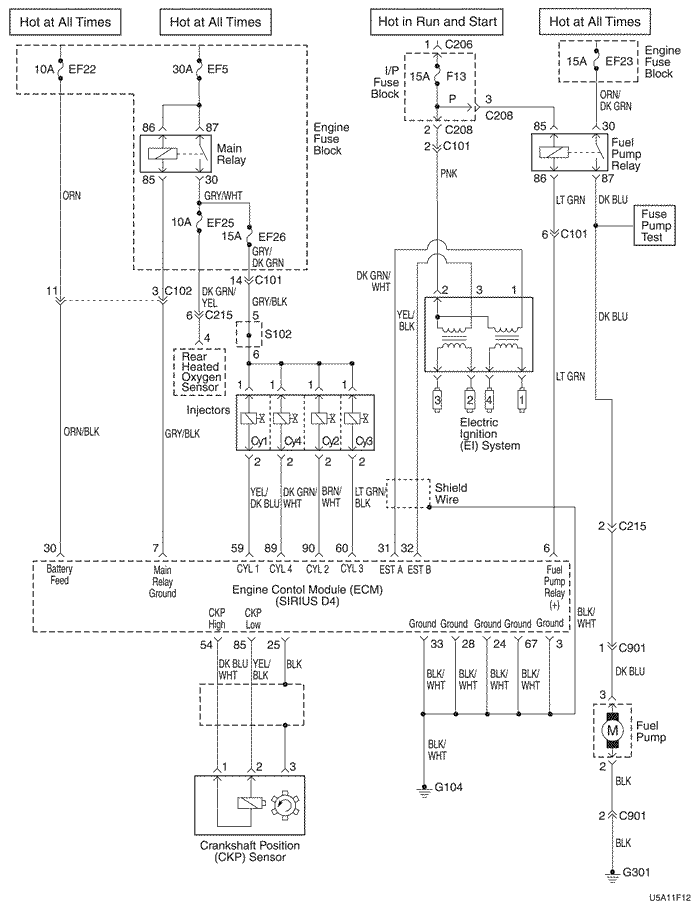 Hot at All Times
Hot at All Times
Hot in Run and Start
Hot at All Times
1 C206
10A EF22
30A EF5
I/P
Fuse
Block
15A F13
15A EF23
Engine
Fuse
Block
P 3
C208
ORN/
DK GRN
86 87
Main
Relay
Engine
Fuse
Block
2 C208
2 C101
85 30
Fuel
Pump
Relay
85 30
GRY/WHT
PNK
86 87
ORN
10A EF25
15A EF26
LT GRN
DK BLU
Fuse
Pump
Test
GRY/
DK GRN
6 C101
11
3 C102
DK GRN/
YEL
14 C101
DK GRN/
WHT
GRY/BLK
6 C215
YEL/
BLK
2 3 1
4
5
S102
6
DK BLU
Rear
Heated
Oxygen
Sensor
LT GRN
1 1 1 1
3 2 4 1
Injectors
Electric
Ignition
(EI) System
ORN/BLK
GRY/BLK
Cy1 Cy4 Cy2 Cy3
2 2 2 2
YEL/
DK BLU
DK GRN/
WHT
BRN/
WHT
LT GRN/
BLK
Shield
Wire
2 C215
30 7 59 89 90 60 31 32 6
Battery
Feed
Main
Relay
Ground
CYL 1 CYL 4 CYL 2 CYL 3 EST A EST B
Fuel
Pump
Relay
(+)
Engine Contol Module (ECM)
(SIRIUS D4)
CKP
High
CKP
Low
Ground Ground Ground Ground Ground
BLK/
WHT
54 85 25 33 28 24 67 3
1 C901
DK BLU
WHT
YEL/
BLK
BLK
BLK/
WHT
BLK/
WHT
BLK/
WHT
BLK/
WHT
BLK/
WHT
DK BLU
3
M
Fuel
Pump
BLK/
WHT
2
1 2 3
BLK
G104
2 C901
BLK
Crankshaft Position
(CKP) Sensor
G301
U5A11F12